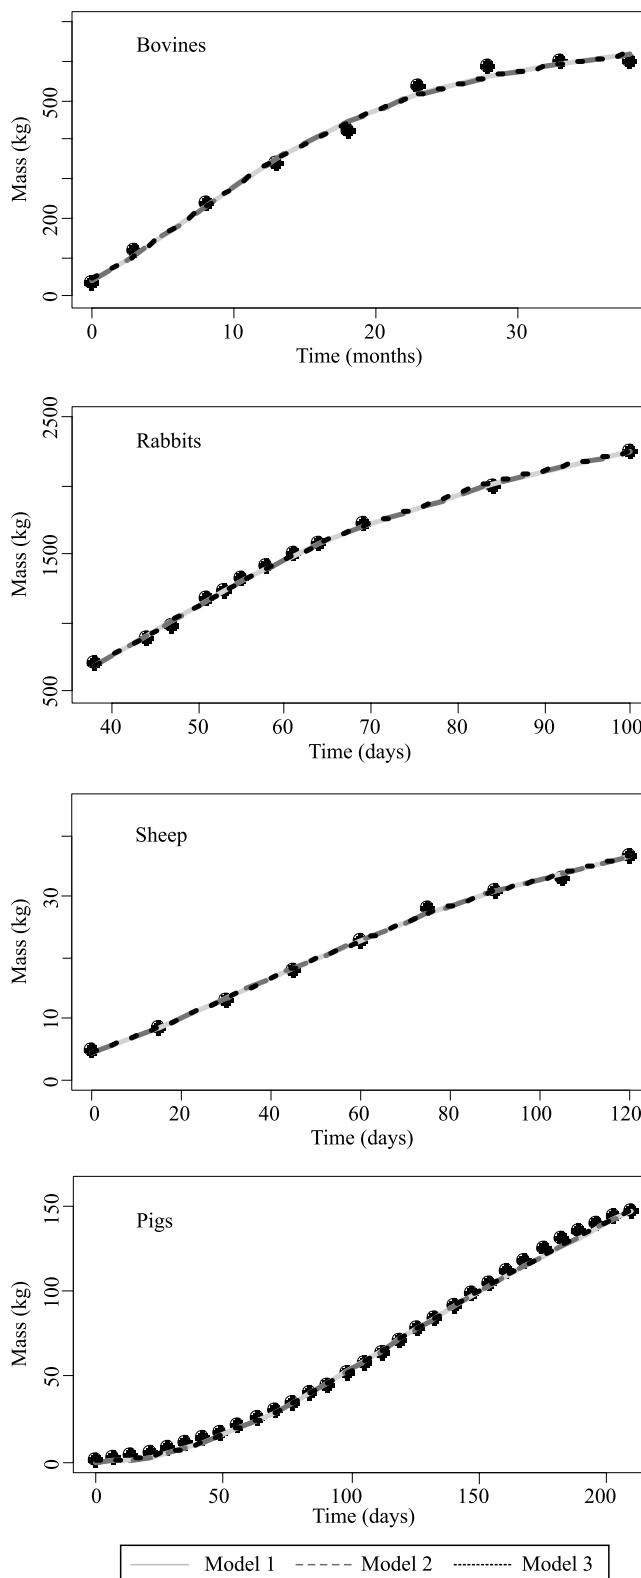 Bovines
Mass (kg)
500
200
0
0 10 20 30
Time (months)
Rabbits
Mass (kg)
2500
1500
500
40 50 60 70 80 90 100
Time (days)
Sheep
Mass (kg)
30
10
0
0 20 40 60 80 100 120
Time (days)
Pigs
Mass (kg)
150
100
50
0
0 50 100 150 200
Time (days)
Model 1 Model 2 Model 3